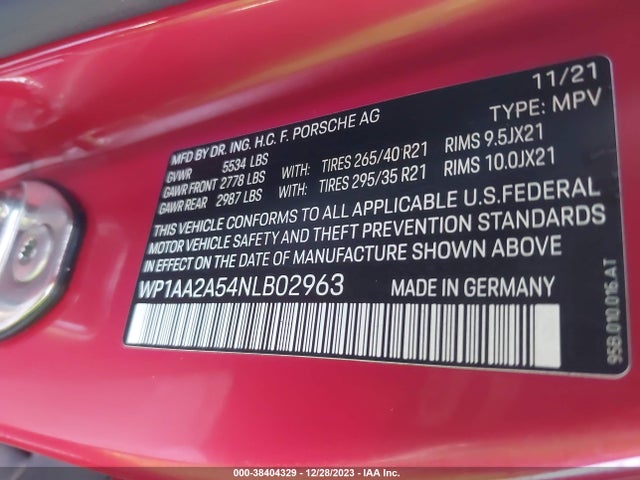 11/21
MFD BY DR. ING. H.C. F. PORSCHE AG
TYPE: MPV
GVWR 5534 LBS
GAWR FRONT 2778 LBS WITH: TIRES 265/40 R21 RIMS 9.5JX21
GAWR REAR 2987 LBS WITH: TIRES 295/35 R21 RIMS 10.0JX21
THIS VEHICLE CONFORMS TO ALL APPLICABLE U.S.FEDERAL
MOTOR VEHICLE SAFETY AND THEFT PREVENTION STANDARDS
IN EFFECT ON THE DATE OF MANUFACTURE SHOWN ABOVE
WP1AA2A54NLB02963 MADE IN GERMANY
95B.010.016.AT
000-38404329 - 12/28/2023 - IAA Inc.